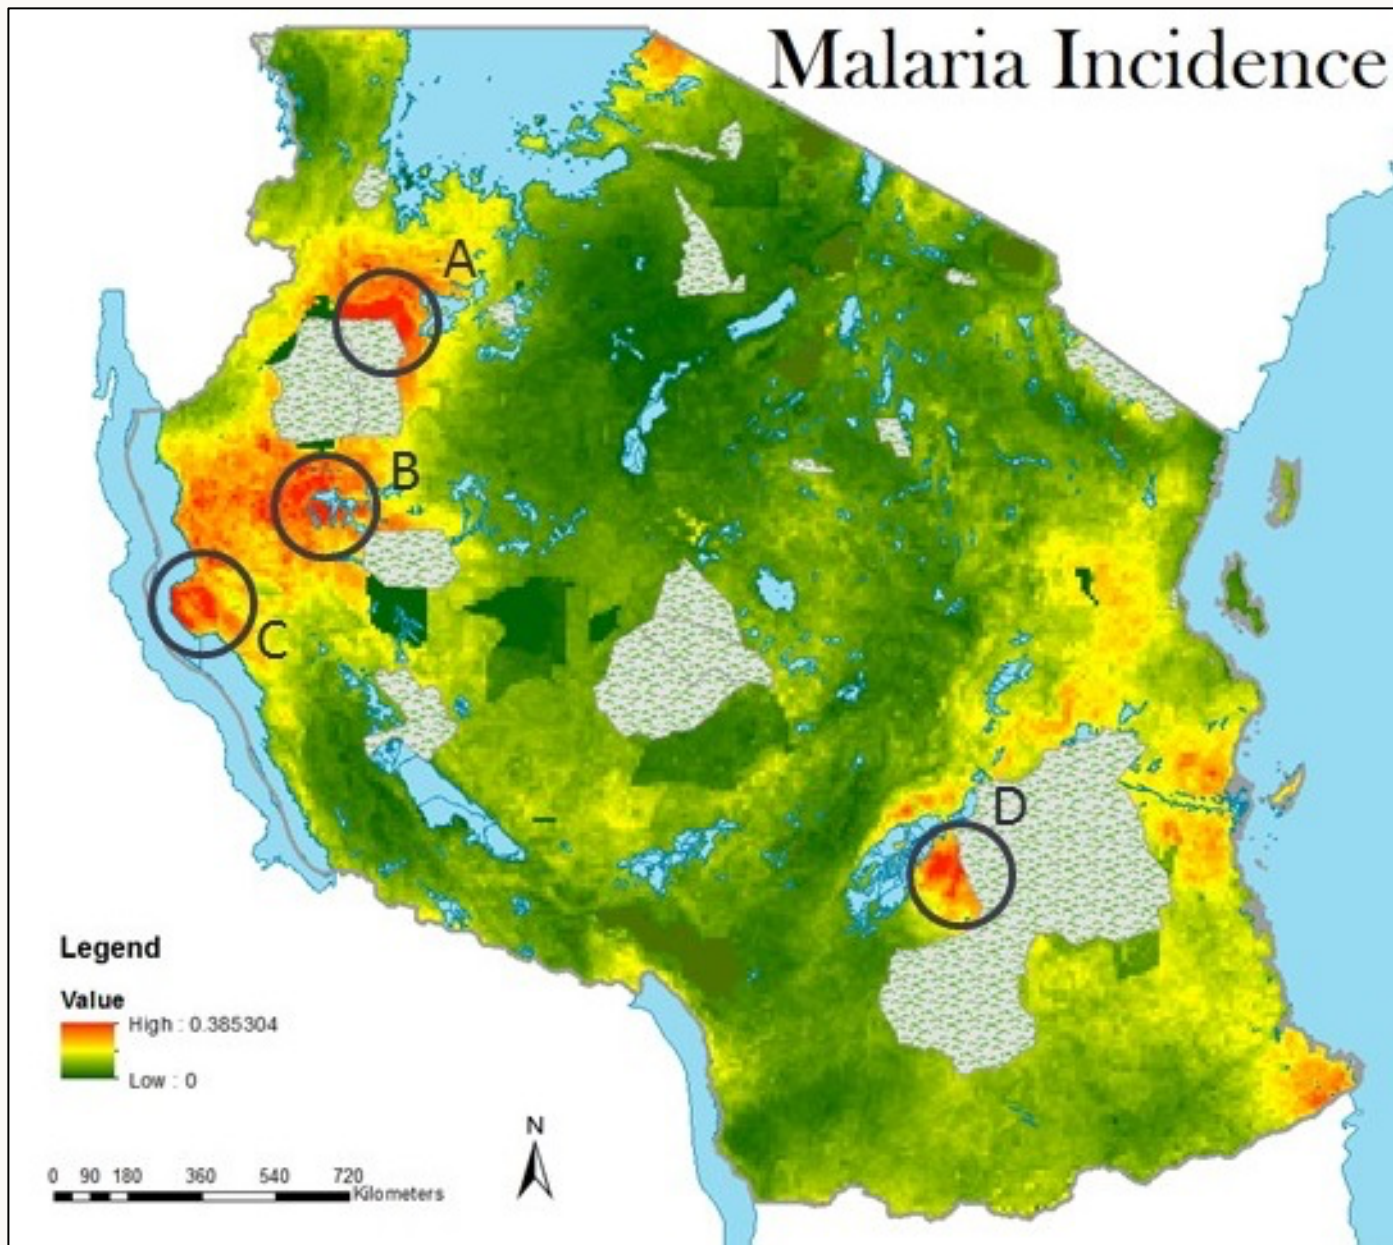 Malaria Incidence
A
B
C
D
Legend
Value
High : 0.385304
Low : 0
N
0 90 180 360 540 720
Kilometers